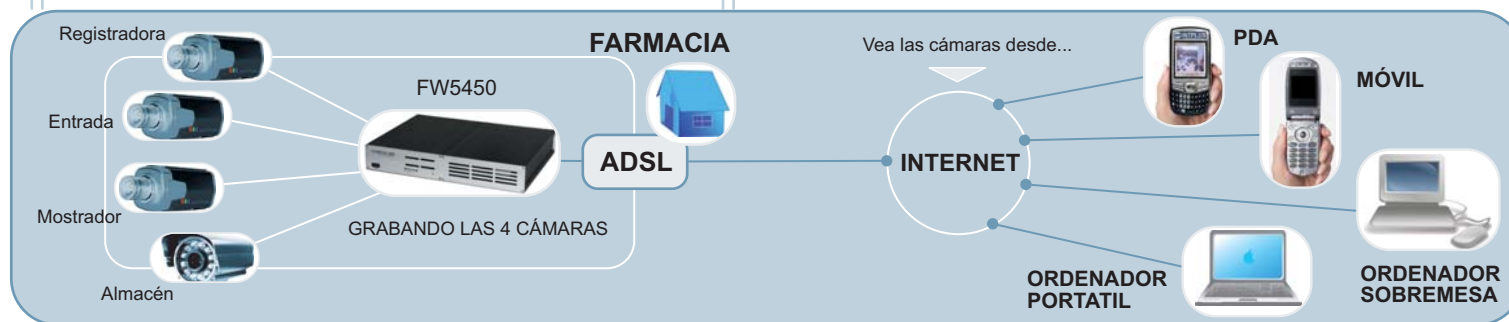 Registradora
FARMACIA
Vea las cámaras desde...
PDA
FW5450
MÓVIL
Entrada
ADSL
INTERNET
Mostrador
GRABANDO LAS 4 CÁMARAS
Almacén
ORDENADOR
PORTATIL
ORDENADOR
SOBREMESA